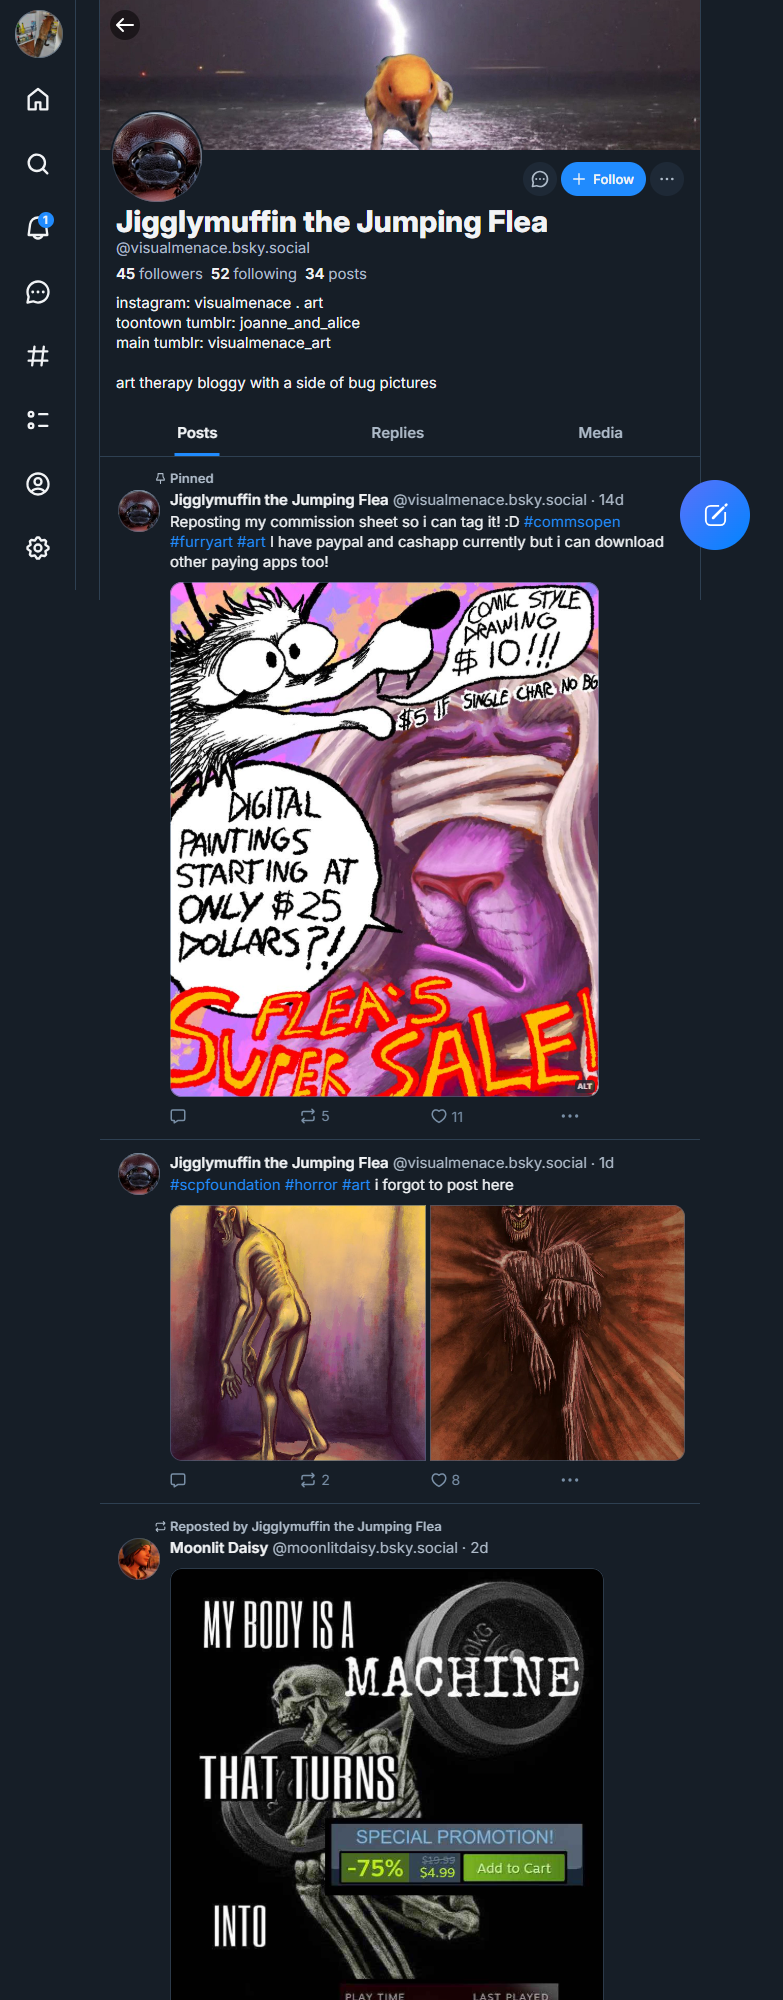 1
Follow
Jigglymuffin the Jumping Flea
@visualmenace.bsky.social
45 followers 52 following 34 posts
instagram: visualmenace . art
toontown tumblr: joanne_and_alice
main tumblr: visualmenace_art
art therapy bloggy with a side of bug pictures
Posts Replies Media
Pinned
Jigglymuffin the Jumping Flea @visualmenace.bsky.social · 14d
Reposting my commission sheet so i can tag it! :D #commsopen
#furryart #art I have paypal and cashapp currently but i can download
other paying apps too!
COMIC STYLE
DRAWING
$ 10!!!
$5 IF SINGLE CHAR NO BG
DIGITAL
PAINTINGS
STARTING AT
ONLY $25
DOLLARS?!
FLEA'S
SUPER SALE!
ALT
5 11
Jigglymuffin the Jumping Flea @visualmenace.bsky.social · 1d
#scpfoundation #horror #art i forgot to post here
2 8
Reposted by Jigglymuffin the Jumping Flea
Moonlit Daisy @moonlitdaisy.bsky.social · 2d
MY BODY IS A
MACHINE
THAT TURNS
SPECIAL PROMOTION!
-75% $19.99 $4.99 Add to Cart
INTO
PLAY TIME LAST PLAYED